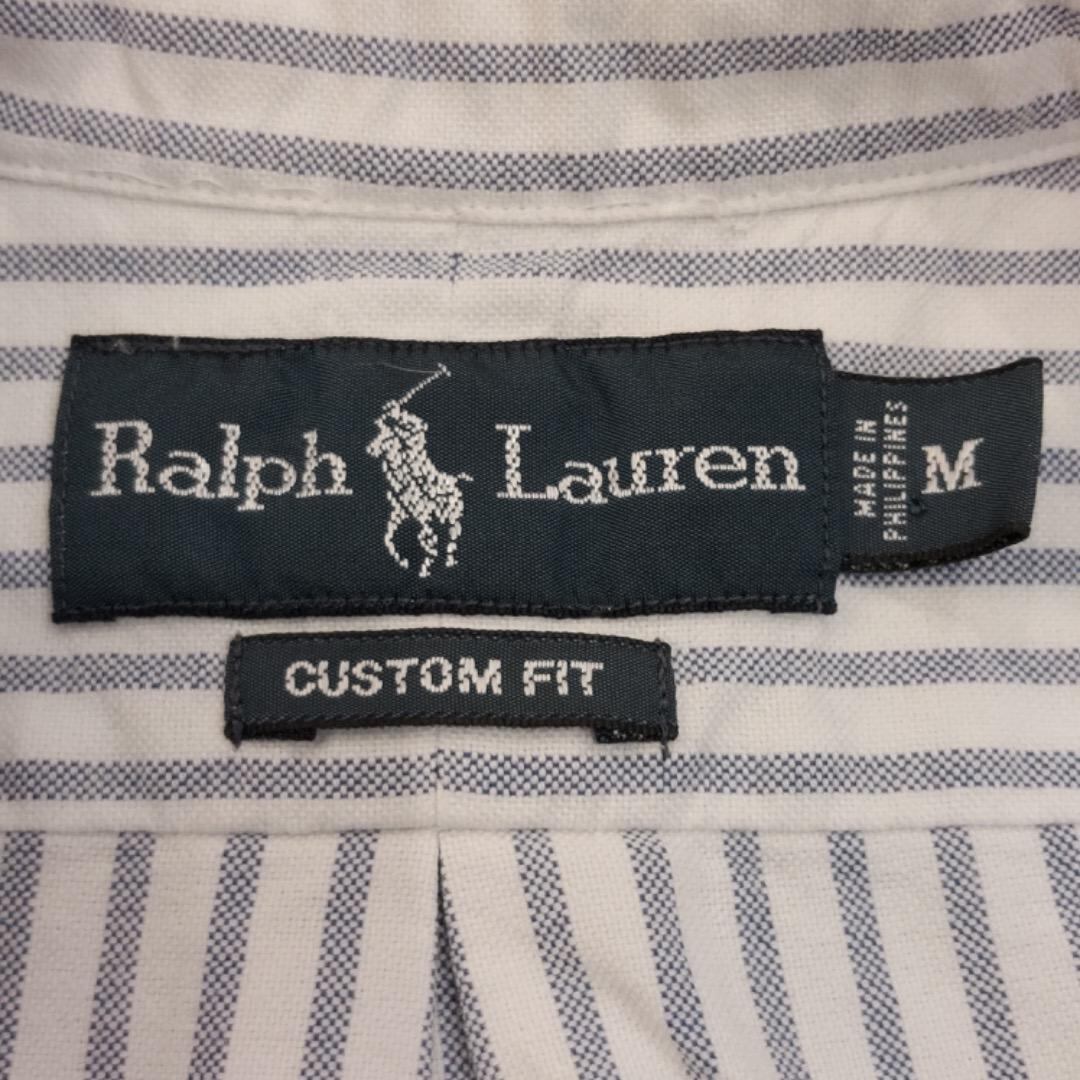 Ralph Lauren
MADE IN
PHILIPPINES
M
CUSTOM FIT